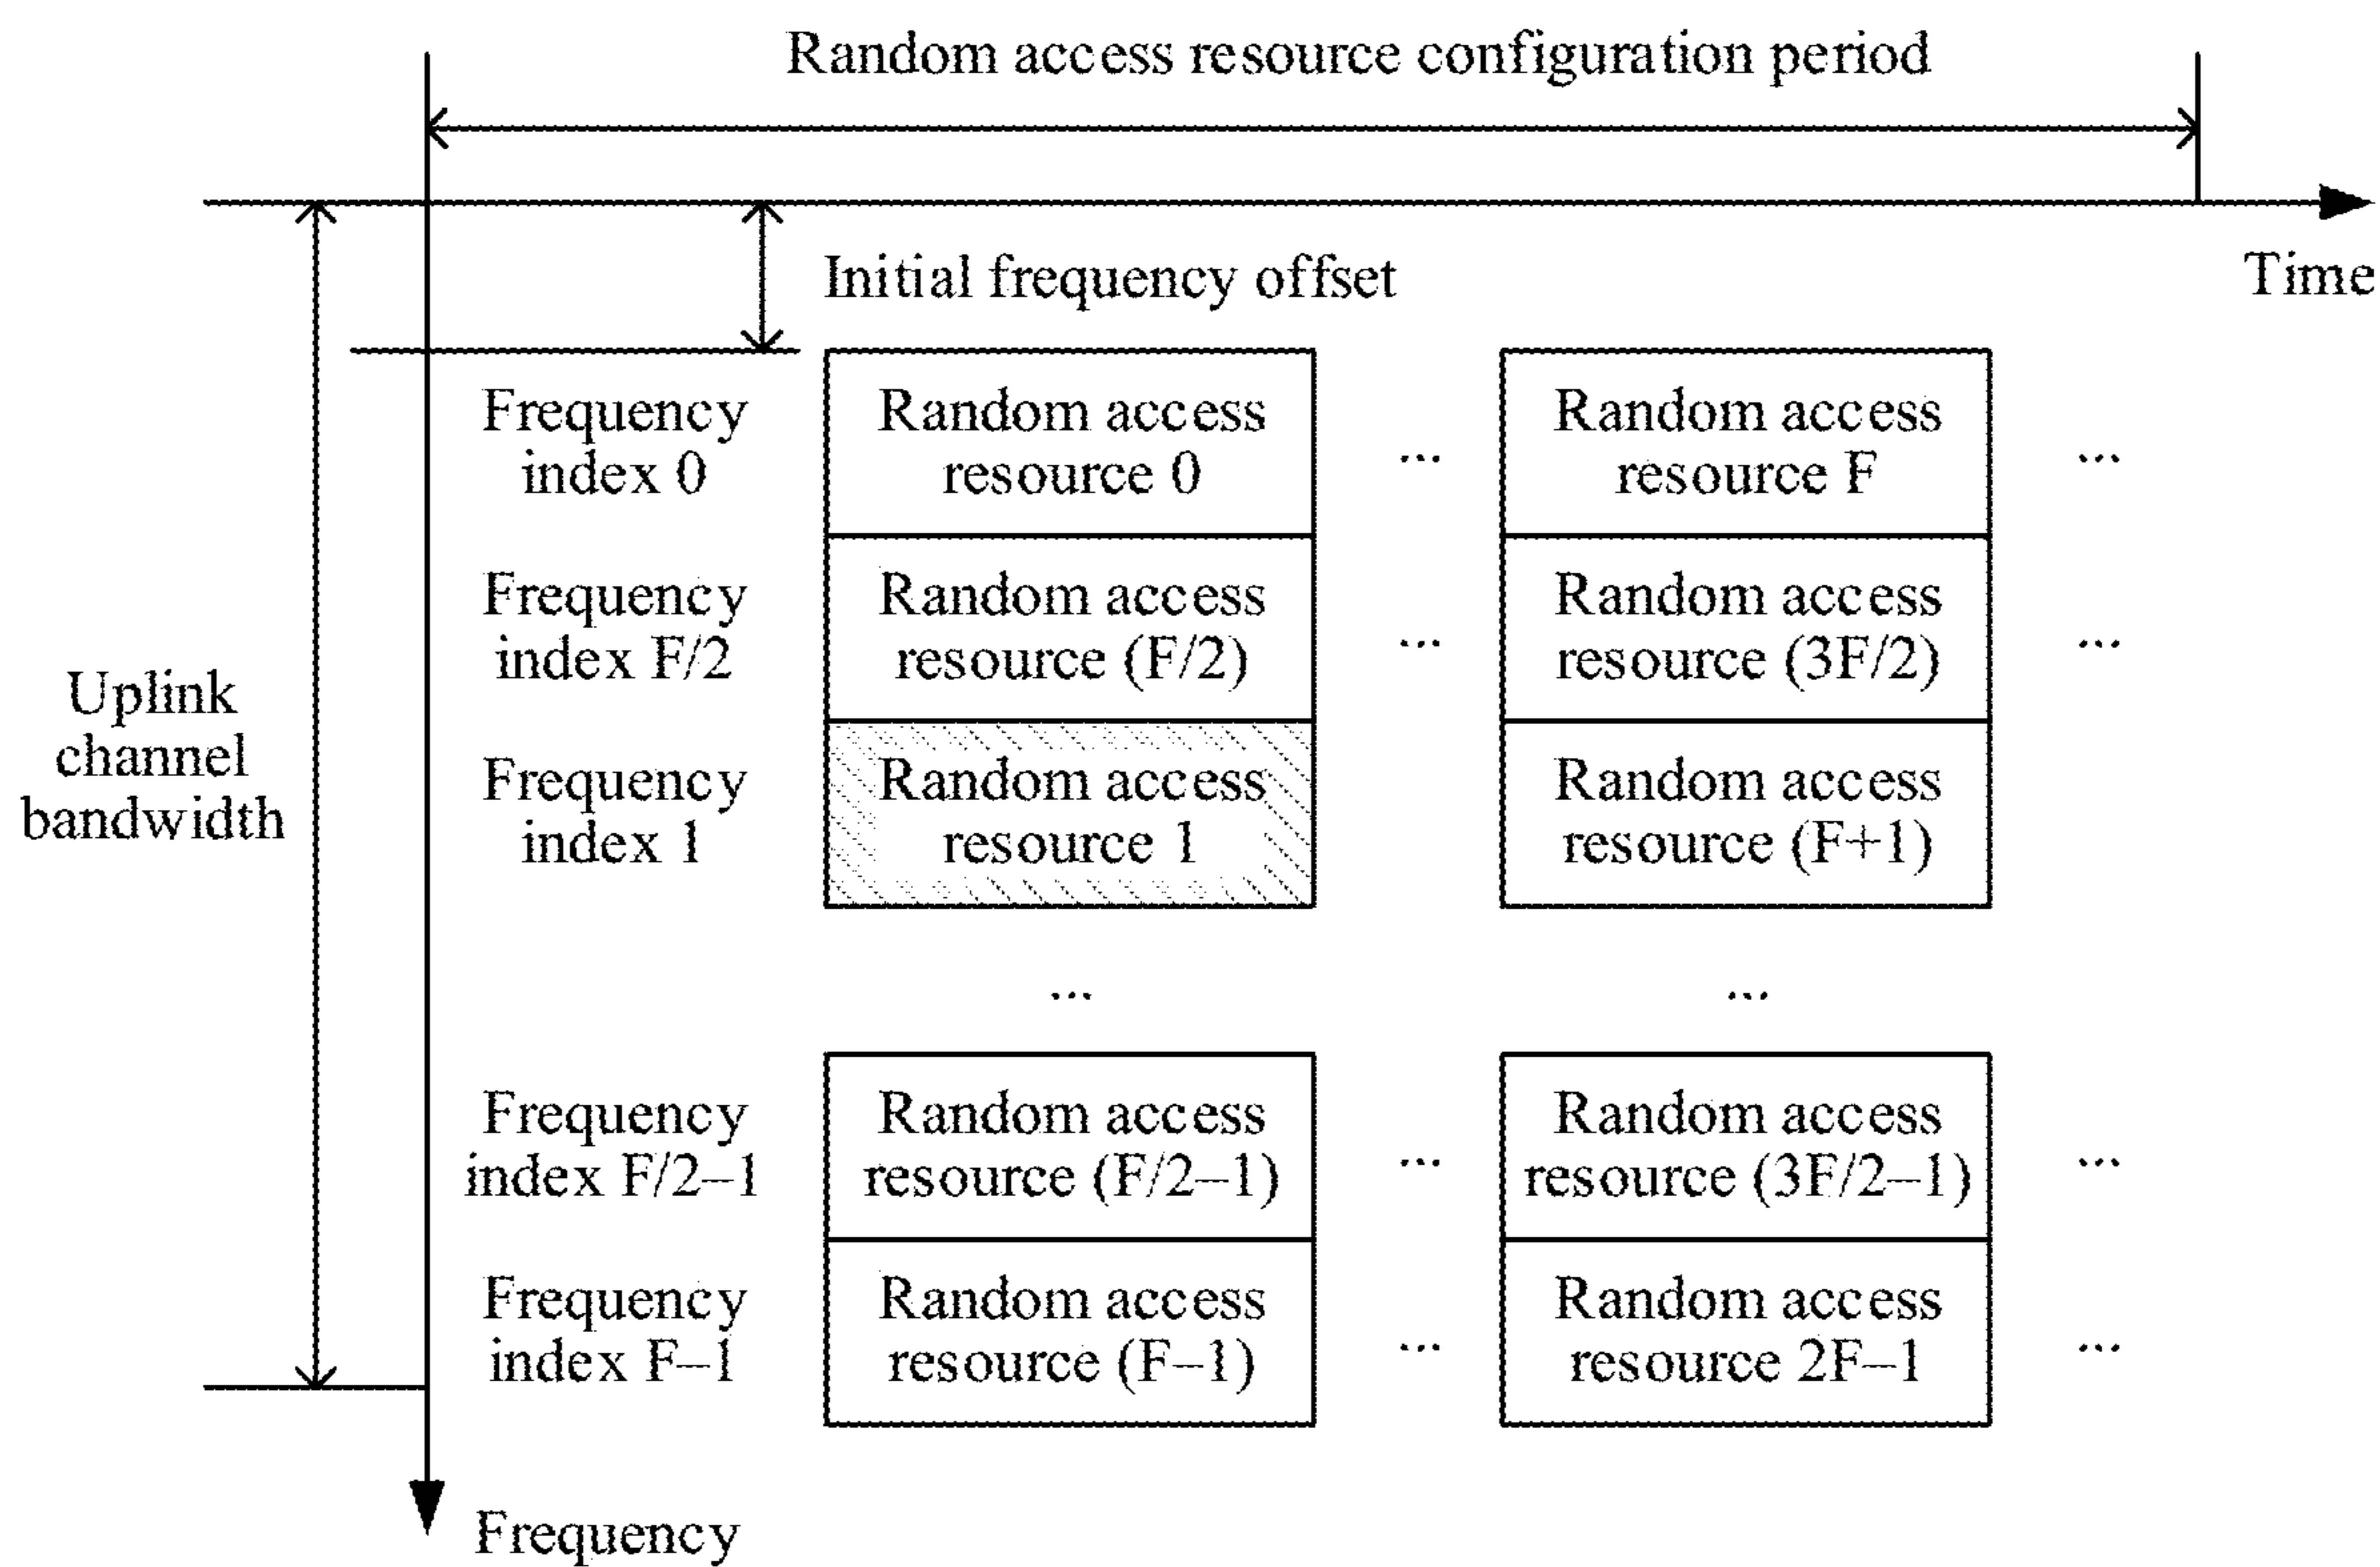 Random access resource configuration period
Time
Initial frequency offset
Uplink
channel
bandwidth
Frequency
index 0
Random access
resource 0
...
Random access
resource F
...
Frequency
index F/2
Random access
resource (F/2)
...
Random access
resource (3F/2)
...
Frequency
index 1
Random access
resource 1
Random access
resource (F+1)
...
...
Frequency
index F/2–1
Random access
resource (F/2–1)
...
Random access
resource (3F/2–1)
...
Frequency
index F–1
Random access
resource (F–1)
...
Random access
resource 2F–1
...
Frequency